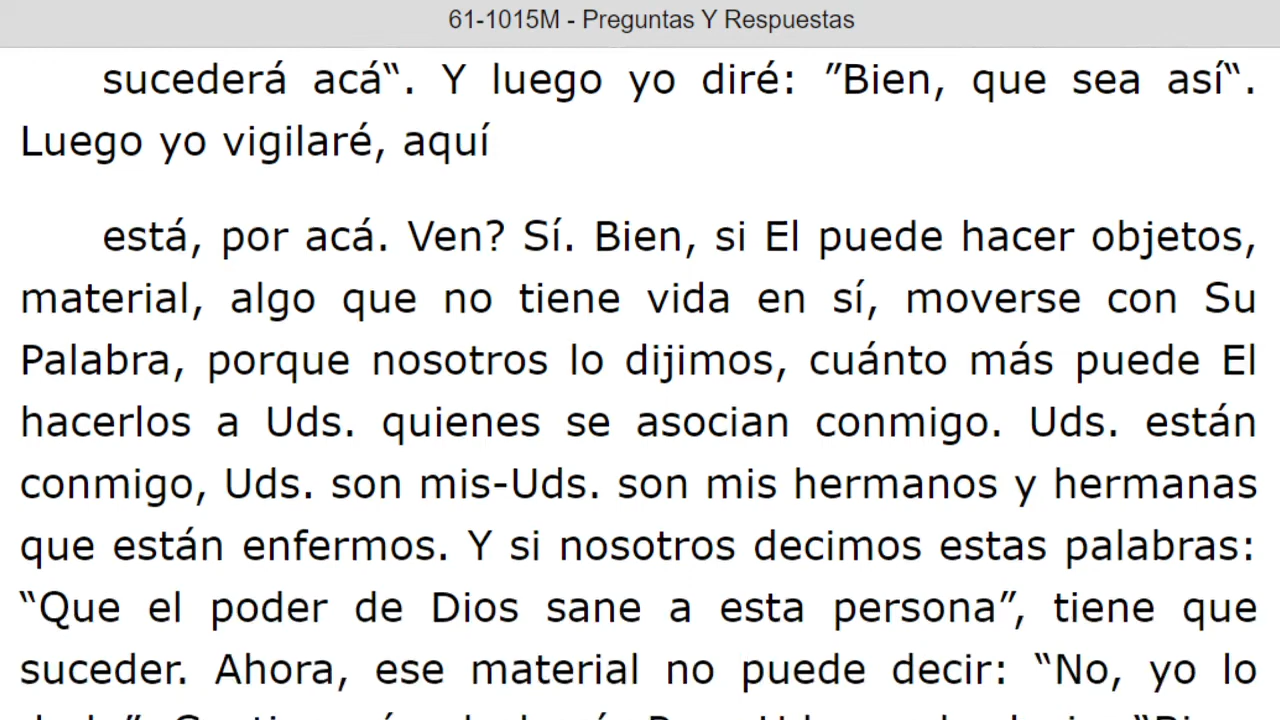 61-1015M - Preguntas Y Respuestas
sucederá acá“. Y luego yo diré: ”Bien, que sea así“.
Luego yo vigilaré, aquí
está, por acá. Ven? Sí. Bien, si El puede hacer objetos,
material, algo que no tiene vida en sí, moverse con Su
Palabra, porque nosotros lo dijimos, cuánto más puede El
hacerlos a Uds. quienes se asocian conmigo. Uds. están
conmigo, Uds. son mis-Uds. son mis hermanos y hermanas
que están enfermos. Y si nosotros decimos estas palabras:
“Que el poder de Dios sane a esta persona”, tiene que
suceder. Ahora, ese material no puede decir: “No, yo lo